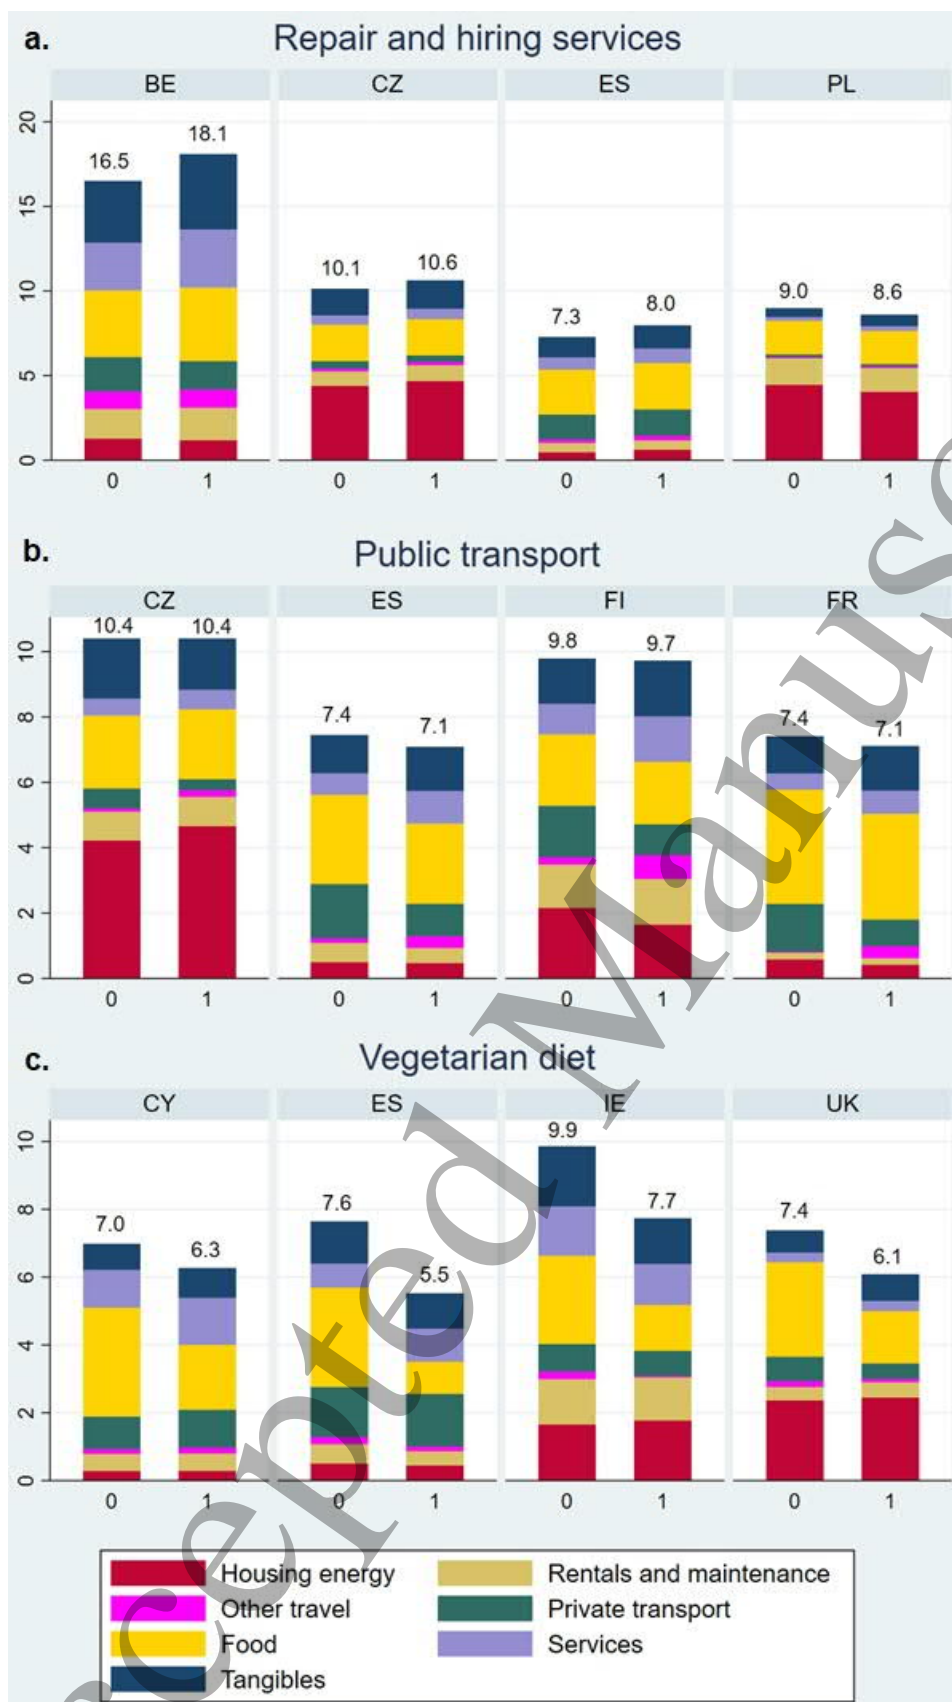 a. Repair and hiring services
BE CZ ES PL
20
15
10
5
0
16.5 18.1 10.1 10.6 7.3 8.0 9.0 8.6
0 1 0 1 0 1 0 1
b. Public transport
CZ ES FI FR
10
8
6
4
2
0
10.4 10.4 7.4 7.1 9.8 9.7 7.4 7.1
0 1 0 1 0 1 0 1
c. Vegetarian diet
CY ES IE UK
10
8
6
4
2
0
7.0 6.3 7.6 5.5 9.9 7.7 7.4 6.1
0 1 0 1 0 1 0 1
Housing energy Rentals and maintenance
Other travel Private transport
Food Services
Tangibles
cepted Manus